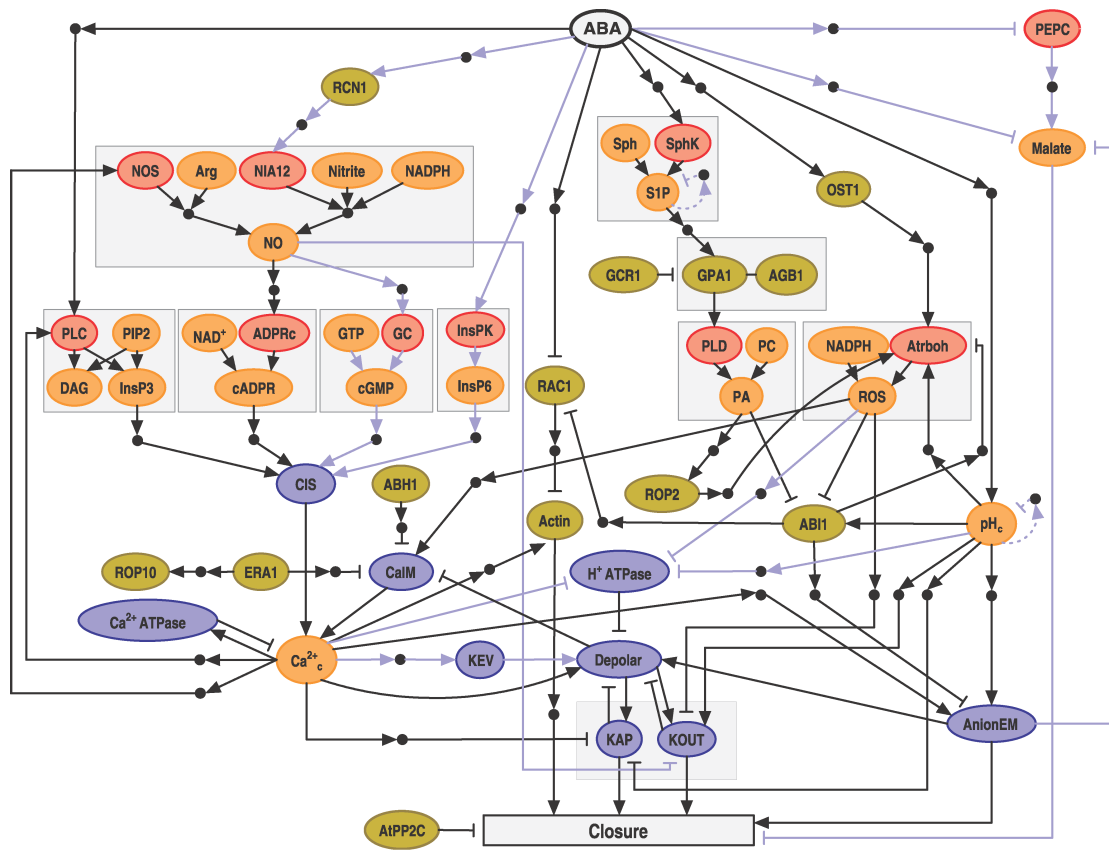 ABA
PEPC
RCN1
Sph
SphK
Malate
NOS
Arg
NIA12
Nitrite
NADPH
S1P
OST1
NO
GCR1
GPA1
AGB1
PLC
PIP2
NAD+
ADPRc
GTP
GC
InsPK
PLD
PC
NADPH
Atrboh
DAG
InsP3
cADPR
cGMP
InsP6
RAC1
PA
ROS
CIS
ABH1
ROP2
Actin
ABI1
pHc
ROP10
ERA1
CalM
H+ ATPase
Ca2+ ATPase
Ca2+c
KEV
Depolar
KAP
KOUT
AnionEM
AtPP2C
Closure